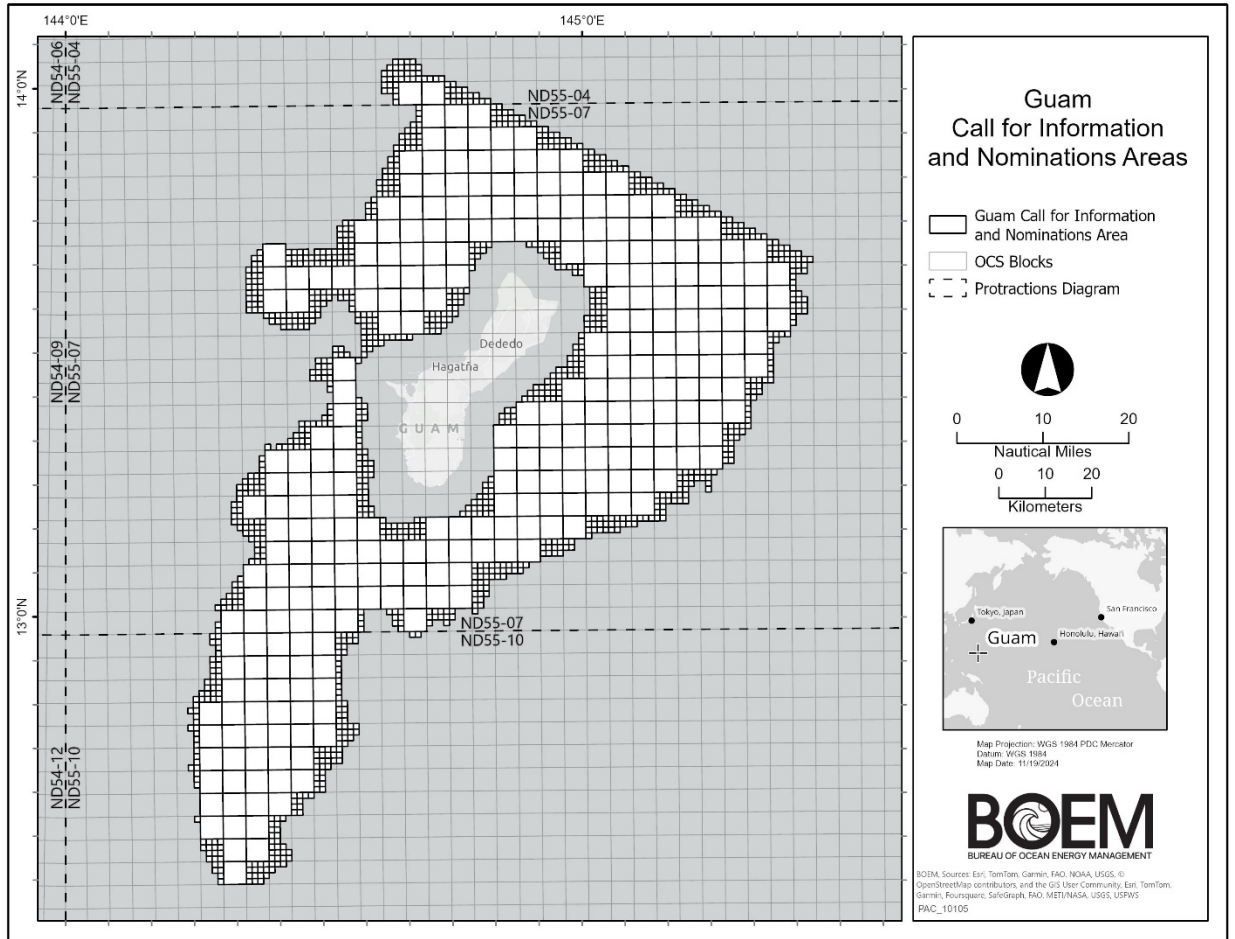 144°0'E
145°0'E
14°0'N
13°0'N
ND54-06
ND55-04
ND55-04
ND55-07
ND54-09
ND55-07
Dededo
Hagatña
GUAM
ND55-07
ND55-10
ND54-12
ND55-10
Guam
Call for Information
and Nominations Areas
Guam Call for Information
and Nominations Area
OCS Blocks
Protractions Diagram
0 10 20
Nautical Miles
0 10 20
Kilometers
Tokyo, Japan
San Francisco
Guam
Honolulu, Hawai'i
Pacific
Ocean
Map Projection: WGS 1984 PDC Mercator
Datum: WGS 1984
Map Date: 11/19/2024
BOEM
BUREAU OF OCEAN ENERGY MANAGEMENT
BOEM, Sources: Esri, TomTom, Garmin, FAO, NOAA, USGS, ©
OpenStreetMap contributors, and the GIS User Community, Esri, TomTom,
Garmin, Foursquare, SafeGraph, FAO, METI/NASA, USGS, USFWS
PAC_10105